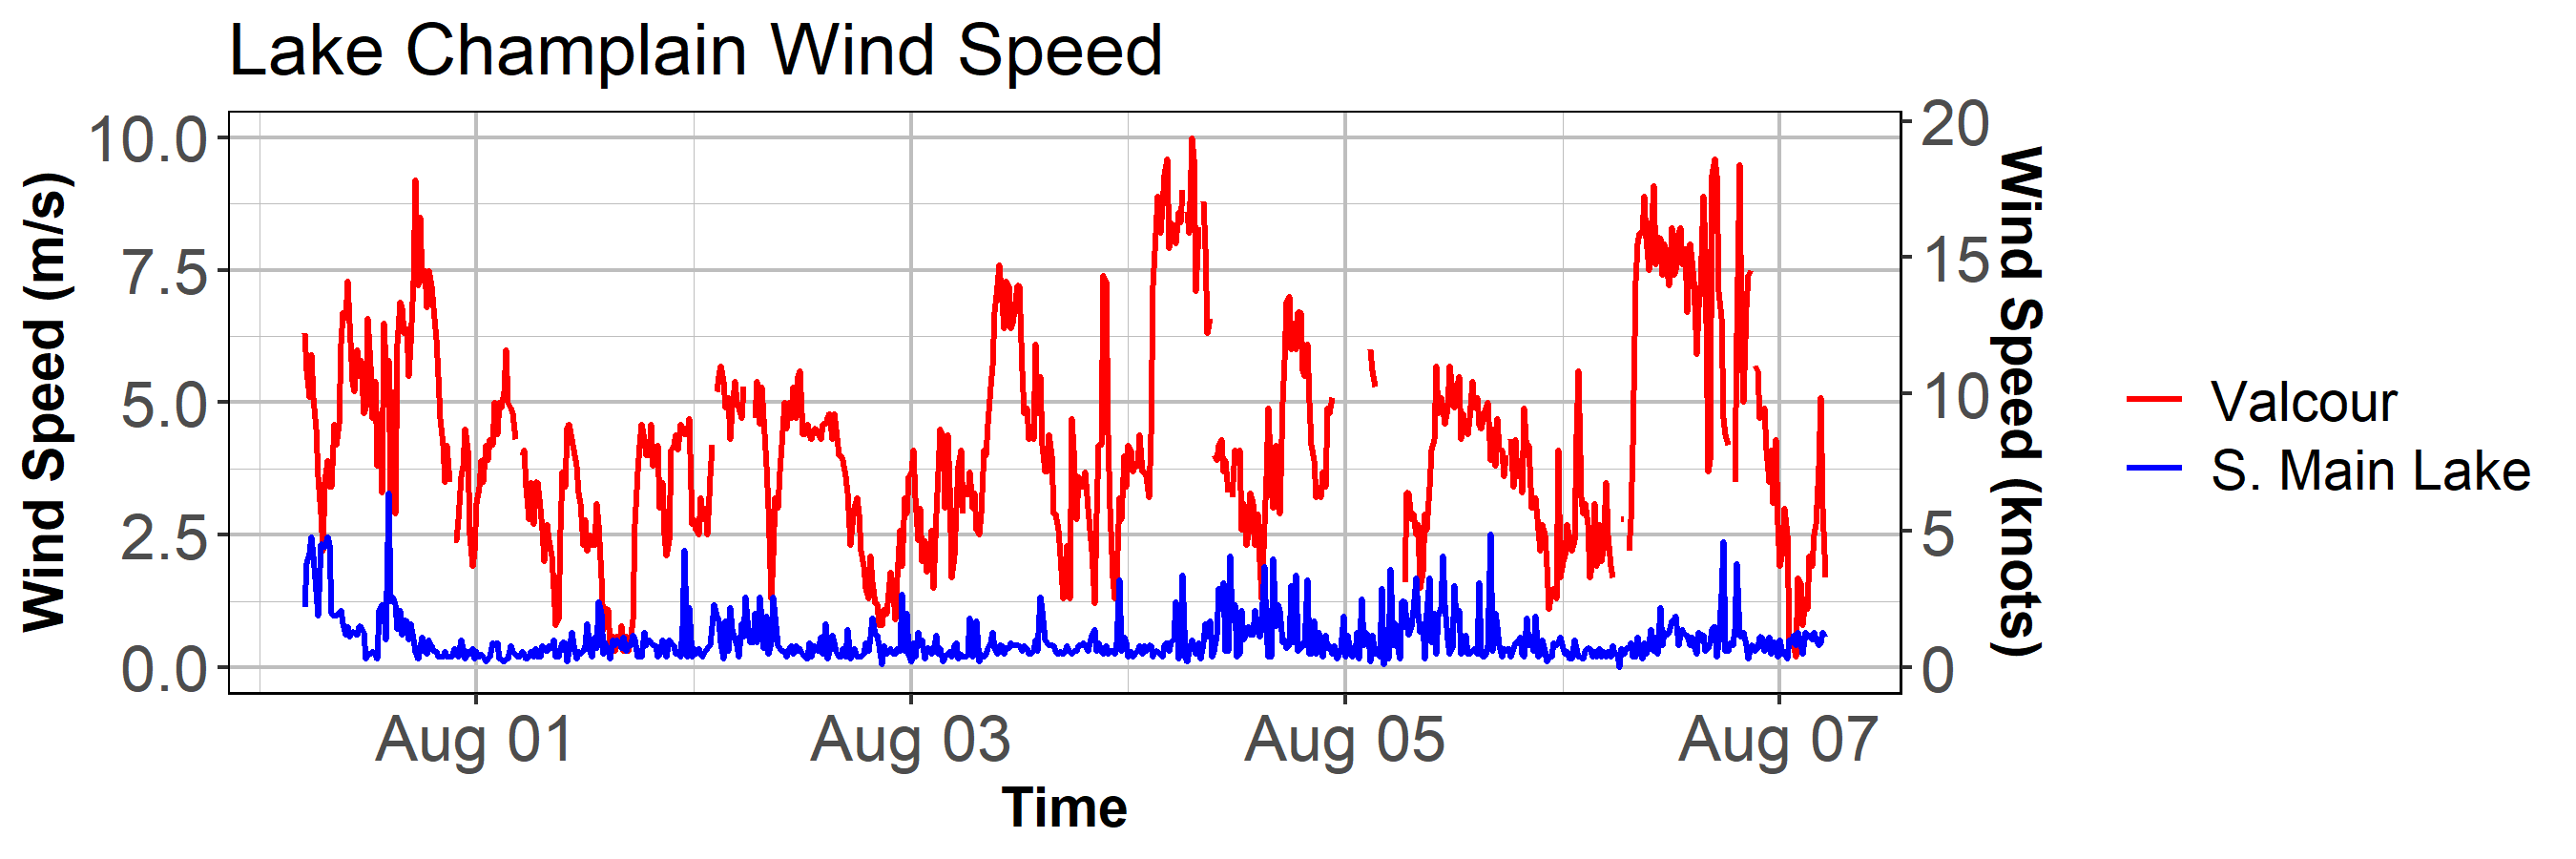 Lake Champlain Wind Speed
Wind Speed (m/s)
10.0
7.5
5.0
2.5
0.0
20
15
10
5
0
Wind Speed (knots)
Aug 01
Aug 03
Aug 05
Aug 07
Time
Valcour
S. Main Lake